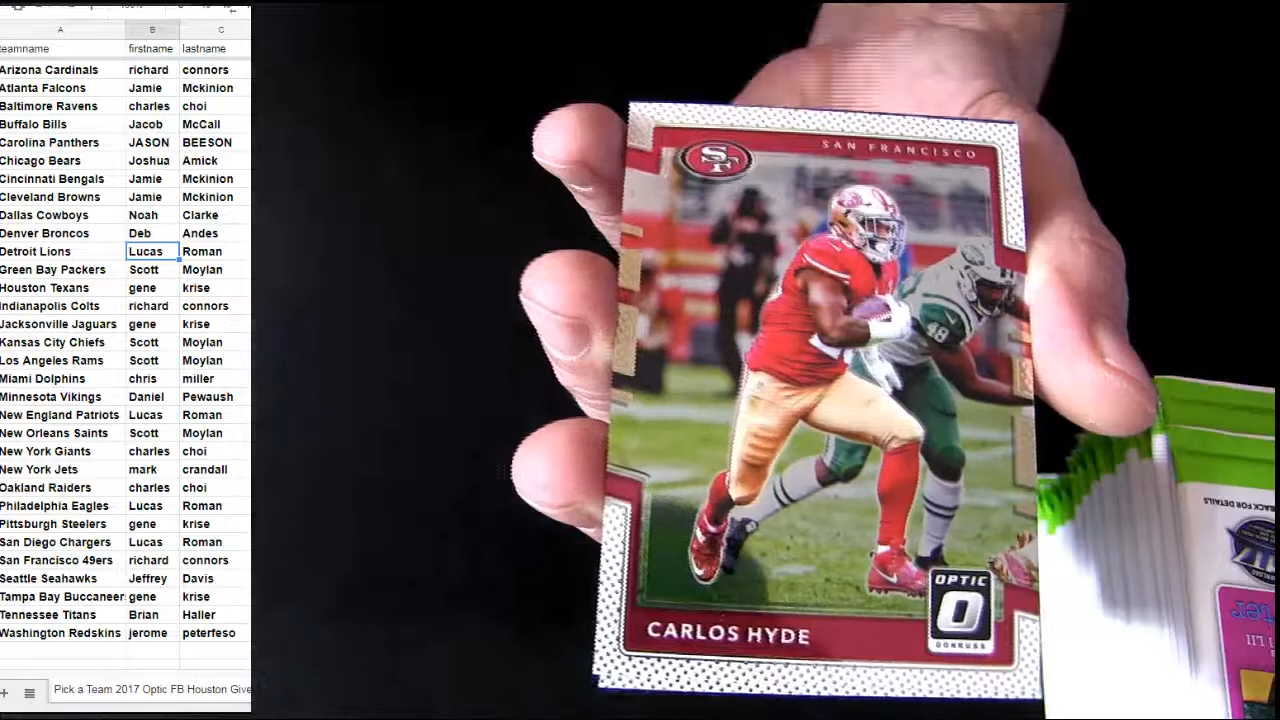 A B C
teamname firstname lastname
Arizona Cardinals richard connors
Atlanta Falcons Jamie Mckinion
Baltimore Ravens charles choi
Buffalo Bills Jacob McCall
Carolina Panthers JASON BEESON
Chicago Bears Joshua Amick
Cincinnati Bengals Jamie Mckinion
Cleveland Browns Jamie Mckinion
Dallas Cowboys Noah Clarke
Denver Broncos Deb Andes
Detroit Lions Lucas Roman
Green Bay Packers Scott Moylan
Houston Texans gene krise
Indianapolis Colts richard connors
Jacksonville Jaguars gene krise
Kansas City Chiefs Scott Moylan
Los Angeles Rams Scott Moylan
Miami Dolphins chris miller
Minnesota Vikings Daniel Pewaush
New England Patriots Lucas Roman
New Orleans Saints Scott Moylan
New York Giants charles choi
New York Jets mark crandall
Oakland Raiders charles choi
Philadelphia Eagles Lucas Roman
Pittsburgh Steelers gene krise
San Diego Chargers Lucas Roman
San Francisco 49ers richard connors
Seattle Seahawks Jeffrey Davis
Tampa Bay Buccaneer gene krise
Tennessee Titans Brian Haller
Washington Redskins jerome peterfeso
Pick a Team 2017 Optic FB Houston Give
SF
SAN FRANCISCO
48
CARLOS HYDE
OPTIC
O
DONRUSS
BACK FOR DETAILS